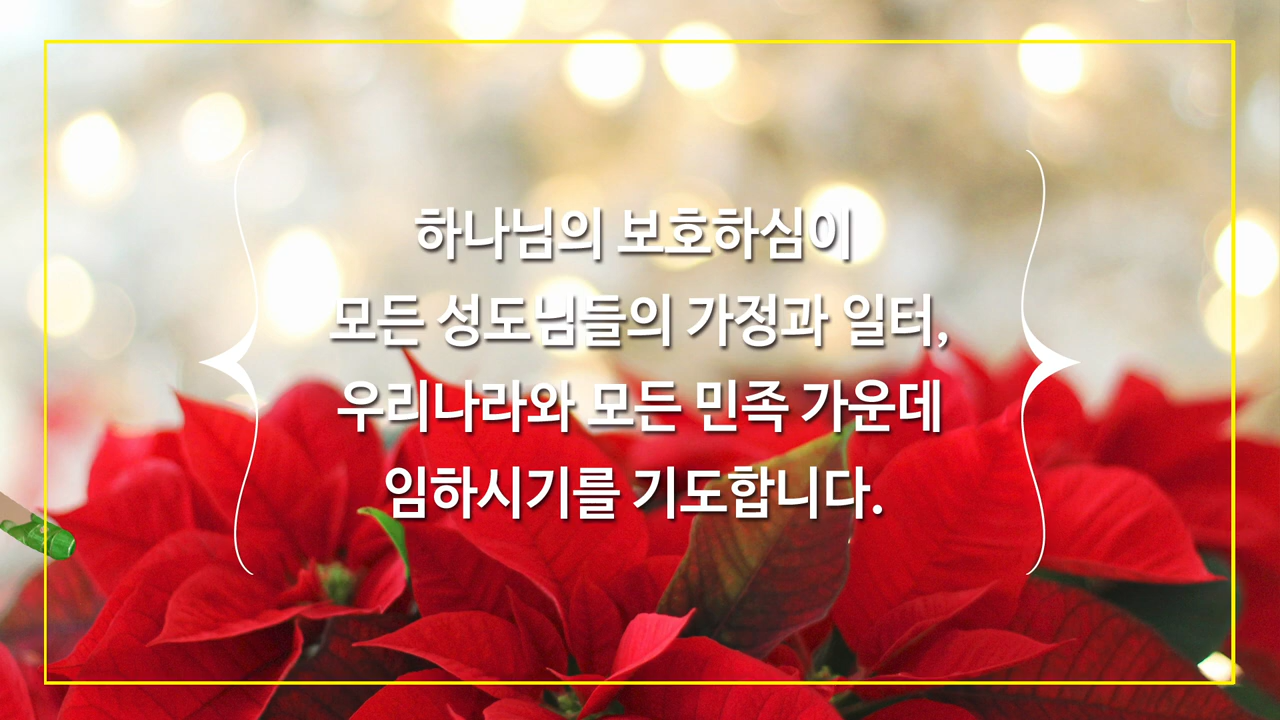 하나님의 보호하심이
모든 성도님들의 가정과 일터,
우리나라와 모든 민족 가운데
임하시기를 기도합니다.